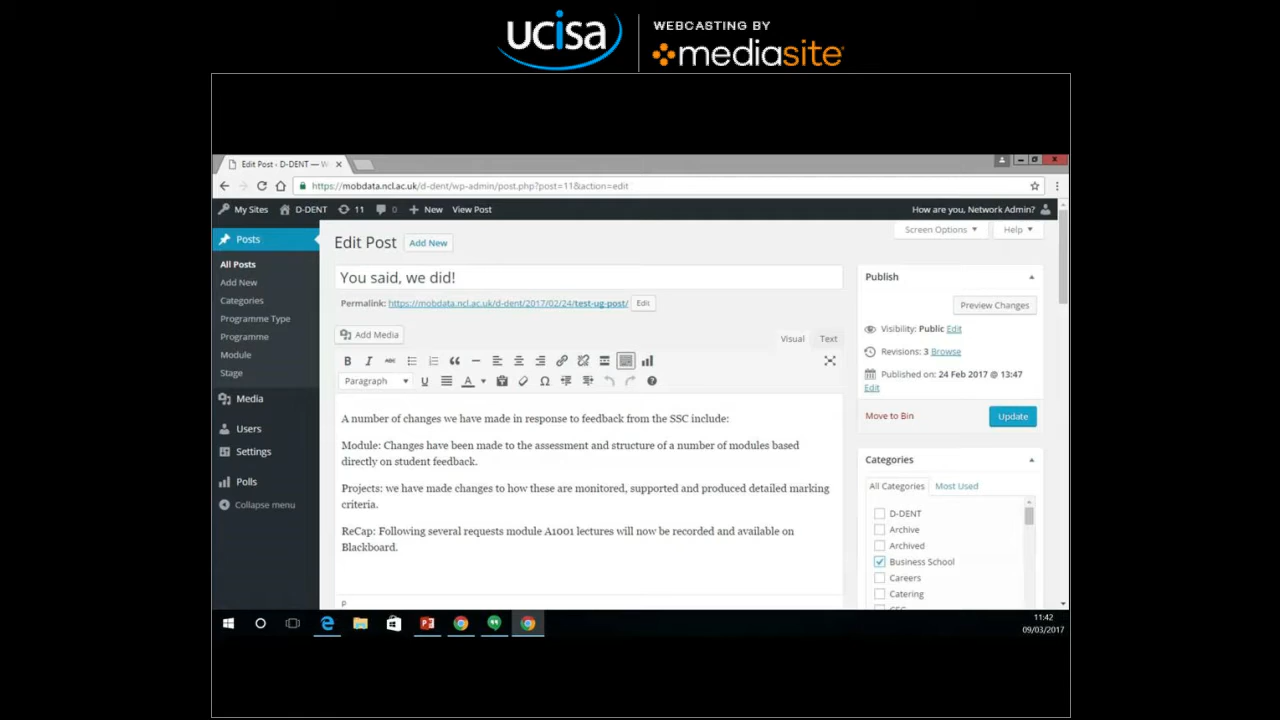 ucisa
WEBCASTING BY
mediasite
Edit Post ‹ D-DENT — W
https://mobdata.ncl.ac.uk/d-dent/wp-admin/post.php?post=11&action=edit
My Sites D-DENT 11 0 New View Post How are you, Network Admin?
Posts
All Posts
Add New
Categories
Programme Type
Programme
Module
Stage
Media
Users
Settings
Polls
Collapse menu
Screen Options Help
Edit Post Add New
You said, we did!
Permalink: https://mobdata.ncl.ac.uk/d-dent/2017/02/24/test-ug-post/ Edit
Add Media
Visual Text
B I ABC
Paragraph U A
A number of changes we have made in response to feedback from the SSC include:
Module: Changes have been made to the assessment and structure of a number of modules based
directly on student feedback.
Projects: we have made changes to how these are monitored, supported and produced detailed marking
criteria.
ReCap: Following several requests module A1001 lectures will now be recorded and available on
Blackboard.
P
Publish
Preview Changes
Visibility: Public Edit
Revisions: 3 Browse
Published on: 24 Feb 2017 @ 13:47
Edit
Move to Bin Update
Categories
All Categories Most Used
D-DENT
Archive
Archived
Business School
Careers
Catering
11:42
09/03/2017